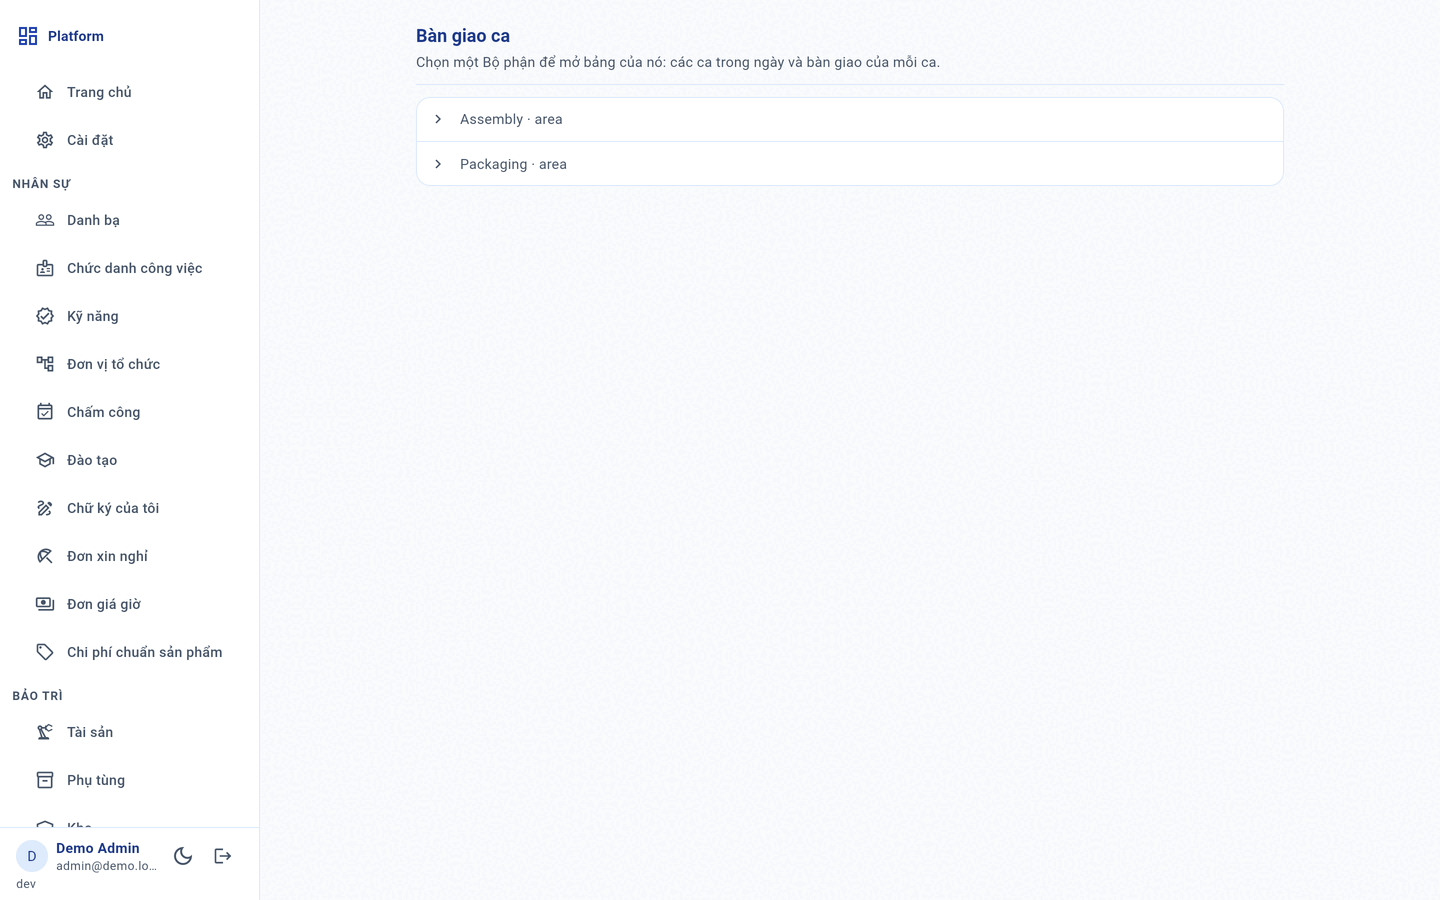 Platform
Trang chủ
Cài đặt
NHÂN SỰ
Danh bạ
Chức danh công việc
Kỹ năng
Đơn vị tổ chức
Chấm công
Đào tạo
Chữ ký của tôi
Đơn xin nghỉ
Đơn giá giờ
Chi phí chuẩn sản phẩm
BẢO TRÌ
Tài sản
Phụ tùng
Kho
D
Demo Admin
admin@demo.lo...
dev
Bàn giao ca
Chọn một Bộ phận để mở bảng của nó: các ca trong ngày và bàn giao của mỗi ca.
Assembly · area
Packaging · area